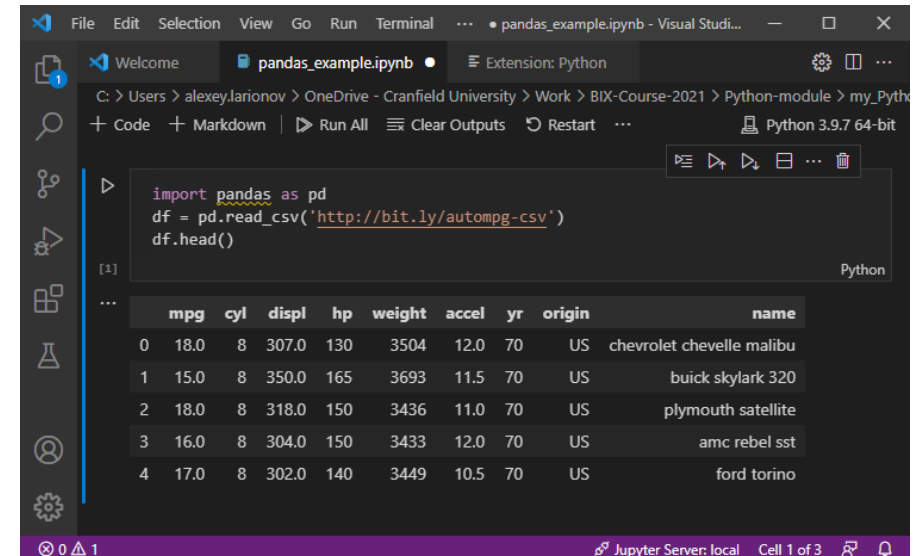 File Edit Selection View Go Run Terminal ··· ● pandas_example.ipynb - Visual Studi...
Welcome pandas_example.ipynb ● Extension: Python
C: > Users > alexey.larionov > OneDrive - Cranfield University > Work > BIX-Course-2021 > Python-module > my_Pytho
+ Code + Markdown | Run All Clear Outputs Restart ··· Python 3.9.7 64-bit
1
import pandas as pd
df = pd.read_csv('http://bit.ly/autompg-csv')
df.head()
[1] Python
mpg cyl displ hp weight accel yr origin name
0 18.0 8 307.0 130 3504 12.0 70 US chevrolet chevelle malibu
1 15.0 8 350.0 165 3693 11.5 70 US buick skylark 320
2 18.0 8 318.0 150 3436 11.0 70 US plymouth satellite
3 16.0 8 304.0 150 3433 12.0 70 US amc rebel sst
4 17.0 8 302.0 140 3449 10.5 70 US ford torino
0 1 Jupyter Server: local Cell 1 of 3